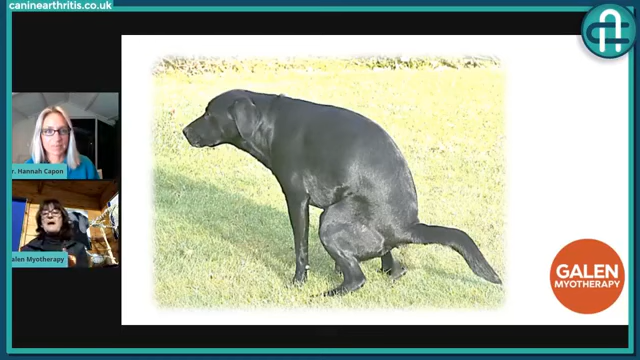 caninearthritis.co.uk
r. Hannah Capon
alen Myotherapy
GALEN
MYOTHERAPY